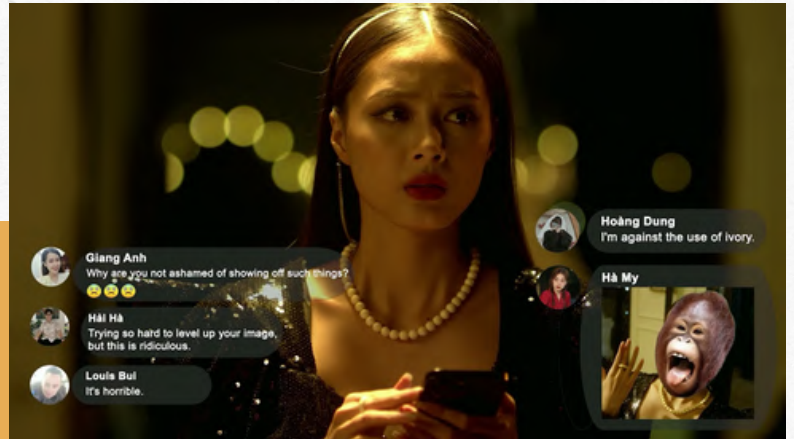 Giang Anh
Why are you not ashamed of showing off such things?
Hải Hà
Trying so hard to level up your image,
but this is ridiculous.
Louis Bui
It's horrible.
Hoàng Dung
I'm against the use of ivory.
Hà My